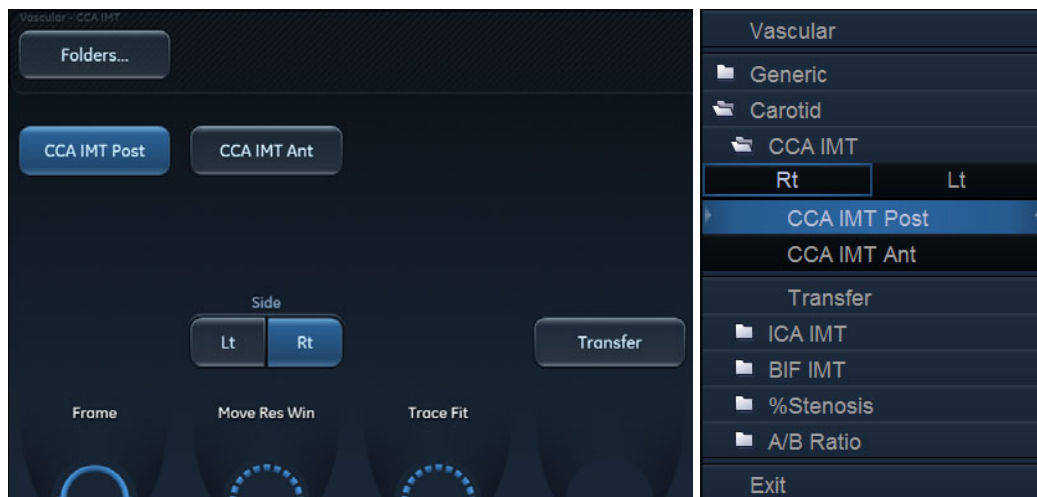 Vascular - CCA IMT
Folders...
CCA IMT Post
CCA IMT Ant
Side
Lt
Rt
Transfer
Frame
Move Res Win
Trace Fit
Vascular
Generic
Carotid
CCA IMT
Rt
Lt
CCA IMT Post
CCA IMT Ant
Transfer
ICA IMT
BIF IMT
%Stenosis
A/B Ratio
Exit